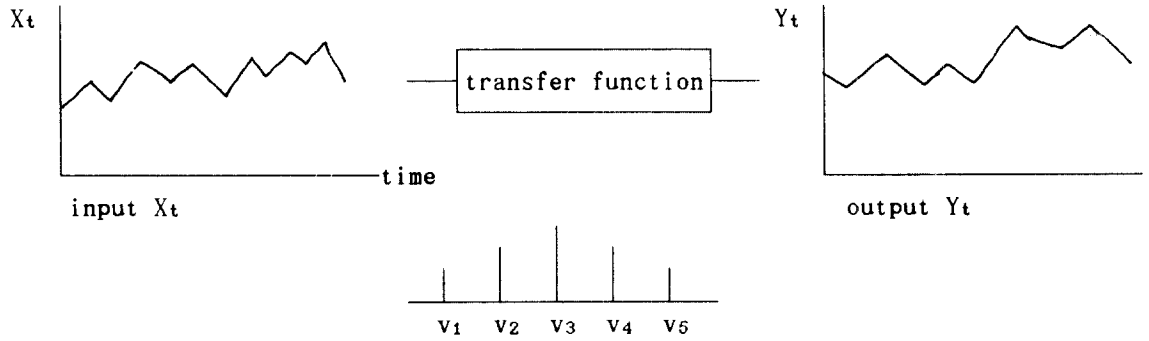 Xt
Yt
transfer function
time
input Xt
output Yt
V1 V2 V3 V4 V5